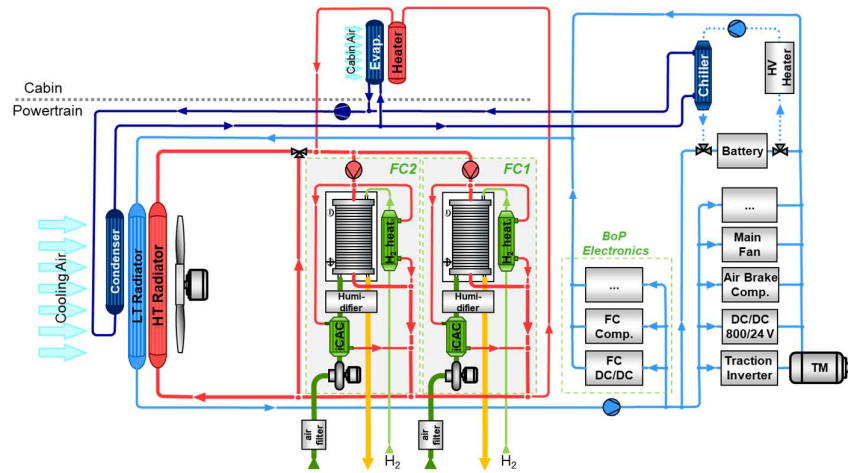 Cabin Air
Evap.
Heater
Cabin
Powertrain
Chiller
HV
Heater
Battery
FC2
FC1
H2 heat.
H2 heat.
Cooling Air
Condenser
LT Radiator
HT Radiator
Humi-
difier
Humi-
difier
iCAC
iCAC
air
filter
air
filter
H2
H2
BoP
Electronics
...
FC
Comp.
FC
DC/DC
...
Main
Fan
Air Brake
Comp.
DC/DC
800/24 V
Traction
Inverter
TM